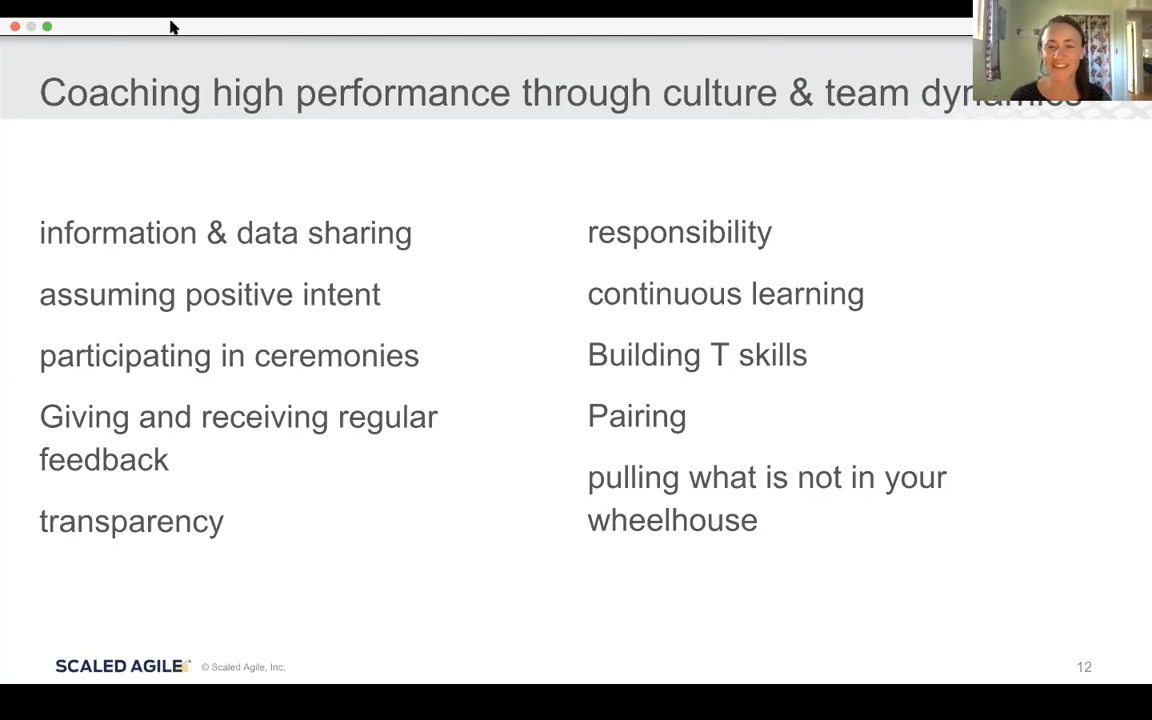 Coaching high performance through culture & team dynamics
information & data sharing
assuming positive intent
participating in ceremonies
Giving and receiving regular
feedback
transparency
responsibility
continuous learning
Building T skills
Pairing
pulling what is not in your
wheelhouse
SCALED AGILE
© Scaled Agile, Inc.
12